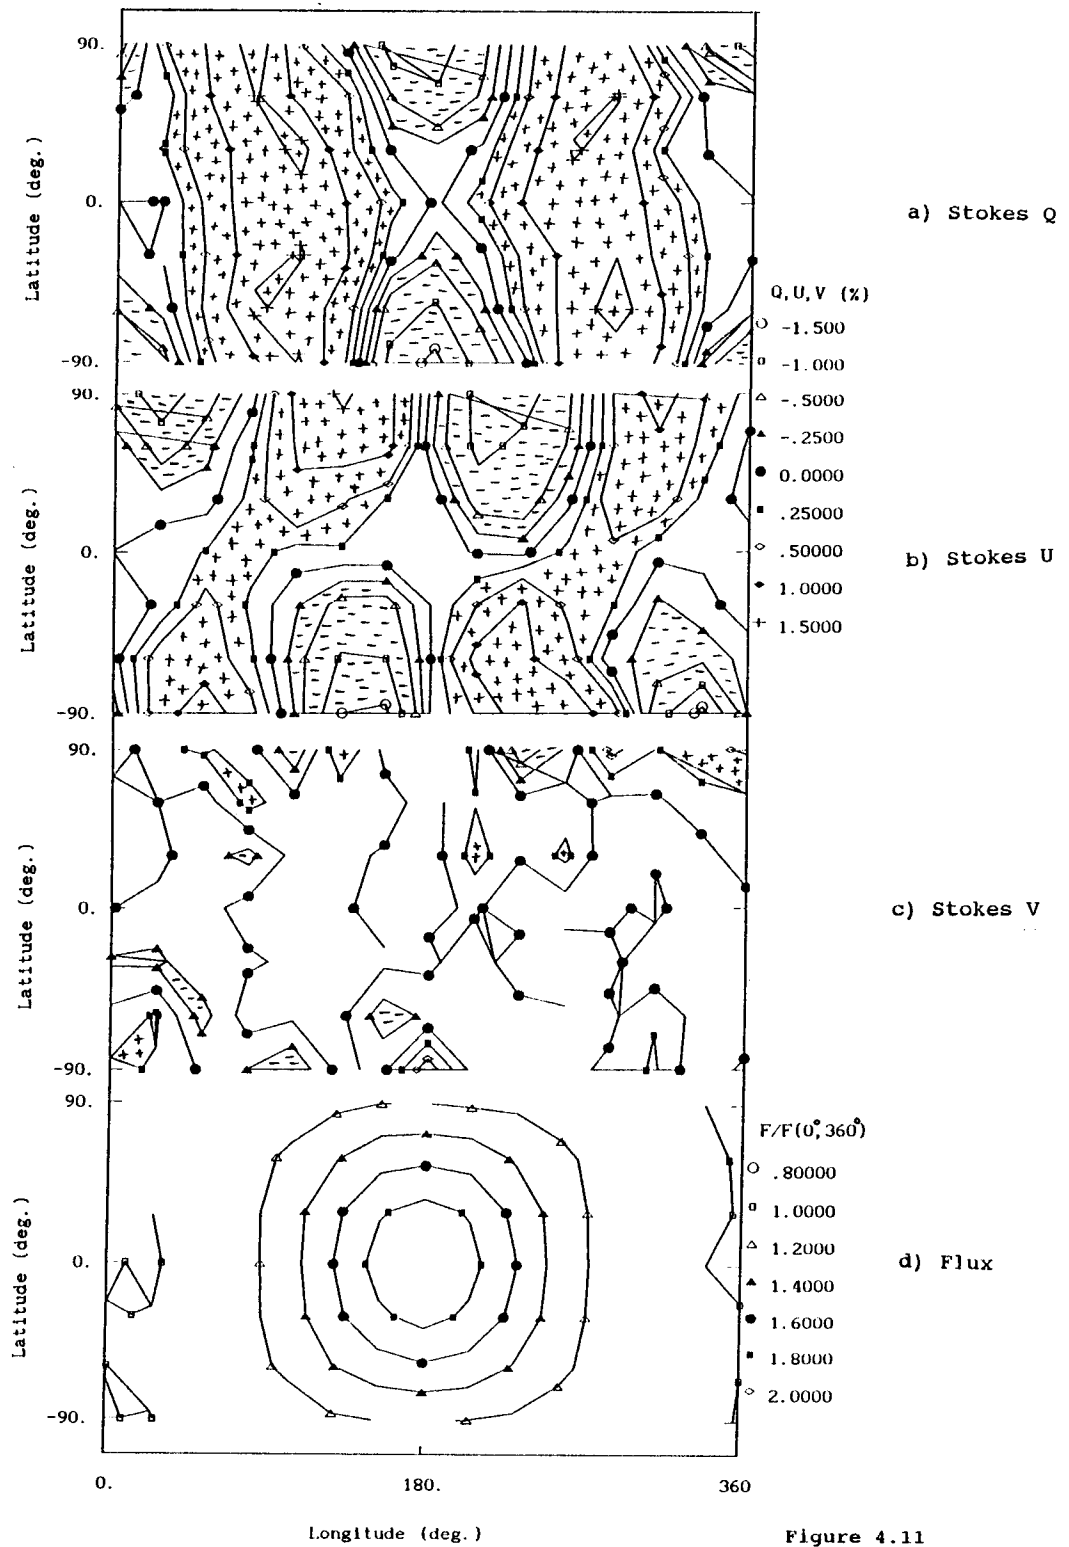 90.
0.
-90.
Latitude (deg.)
a) Stokes Q
Q,U,V (%)
-1.500
-1.000
-.5000
-.2500
0.0000
.25000
.50000
1.0000
1.5000
90.
0.
-90.
Latitude (deg.)
b) Stokes U
90.
0.
-90.
Latitude (deg.)
c) Stokes V
90.
0.
-90.
Latitude (deg.)
F/F(0°,360°)
.80000
1.0000
1.2000
1.4000
1.6000
1.8000
2.0000
d) Flux
0.
180.
360
Longitude (deg.)
Figure 4.11